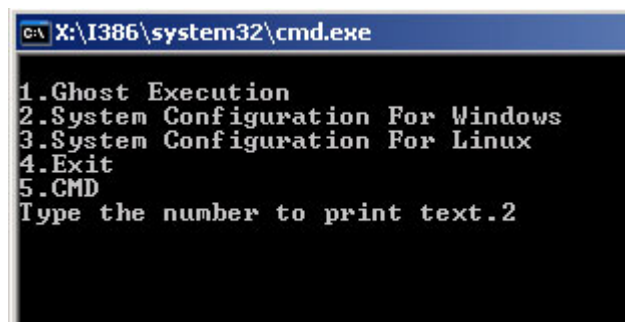 X:\I386\system32\cmd.exe
1.Ghost Execution
2.System Configuration For Windows
3.System Configuration For Linux
4.Exit
5.CMD
Type the number to print text.2